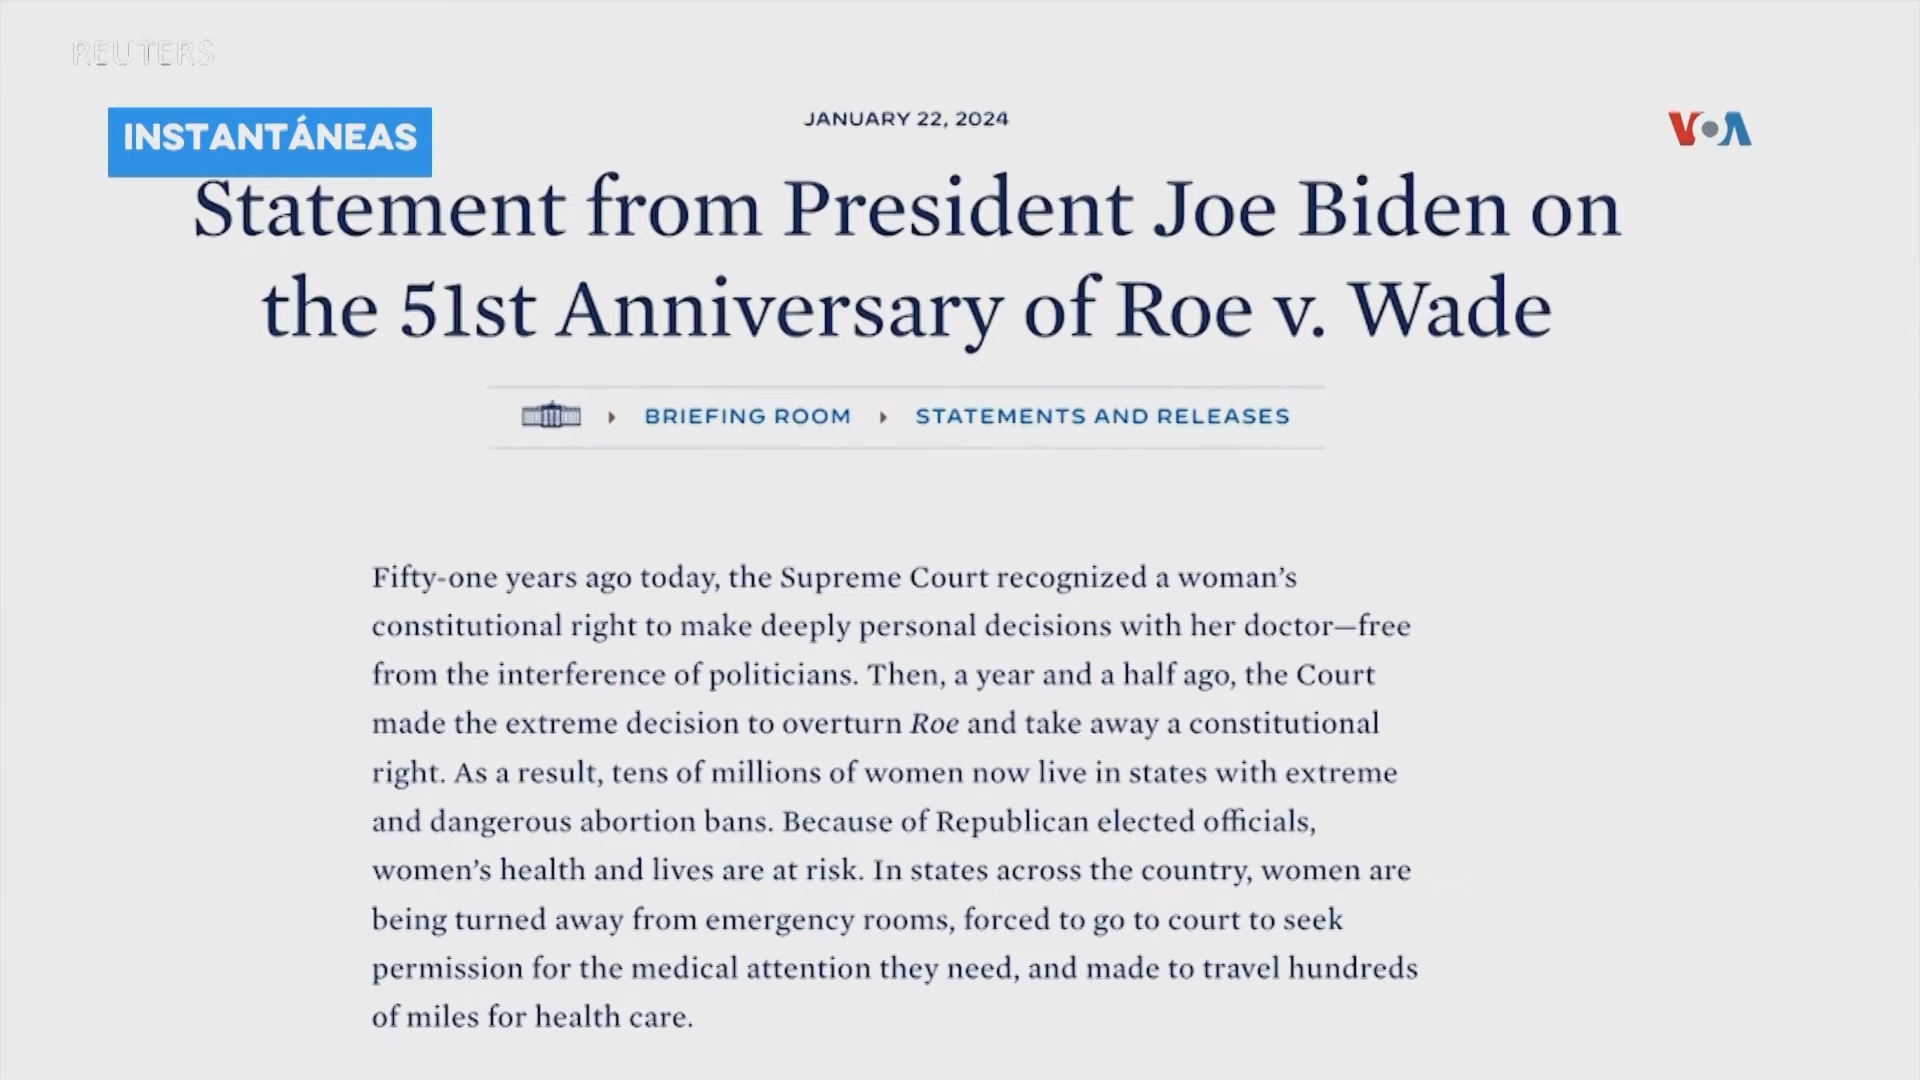 REUTERS
INSTANTÁNEAS
JANUARY 22, 2024
VOA
Statement from President Joe Biden on
the 51st Anniversary of Roe v. Wade
BRIEFING ROOM
STATEMENTS AND RELEASES
Fifty-one years ago today, the Supreme Court recognized a woman’s
constitutional right to make deeply personal decisions with her doctor—free
from the interference of politicians. Then, a year and a half ago, the Court
made the extreme decision to overturn Roe and take away a constitutional
right. As a result, tens of millions of women now live in states with extreme
and dangerous abortion bans. Because of Republican elected officials,
women’s health and lives are at risk. In states across the country, women are
being turned away from emergency rooms, forced to go to court to seek
permission for the medical attention they need, and made to travel hundreds
of miles for health care.